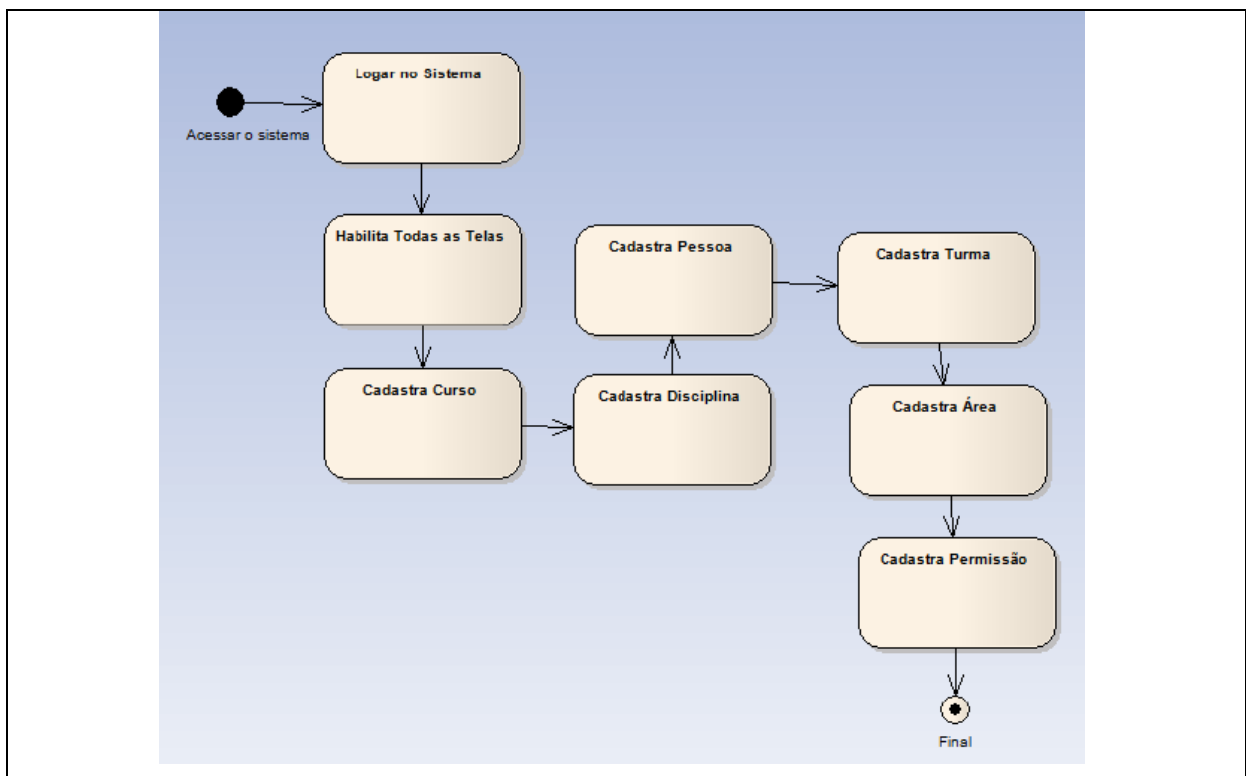 Logar no Sistema
Acessar o sistema
Habilita Todas as Telas
Cadastra Curso
Cadastra Disciplina
Cadastra Pessoa
Cadastra Turma
Cadastra Área
Cadastra Permissão
Final